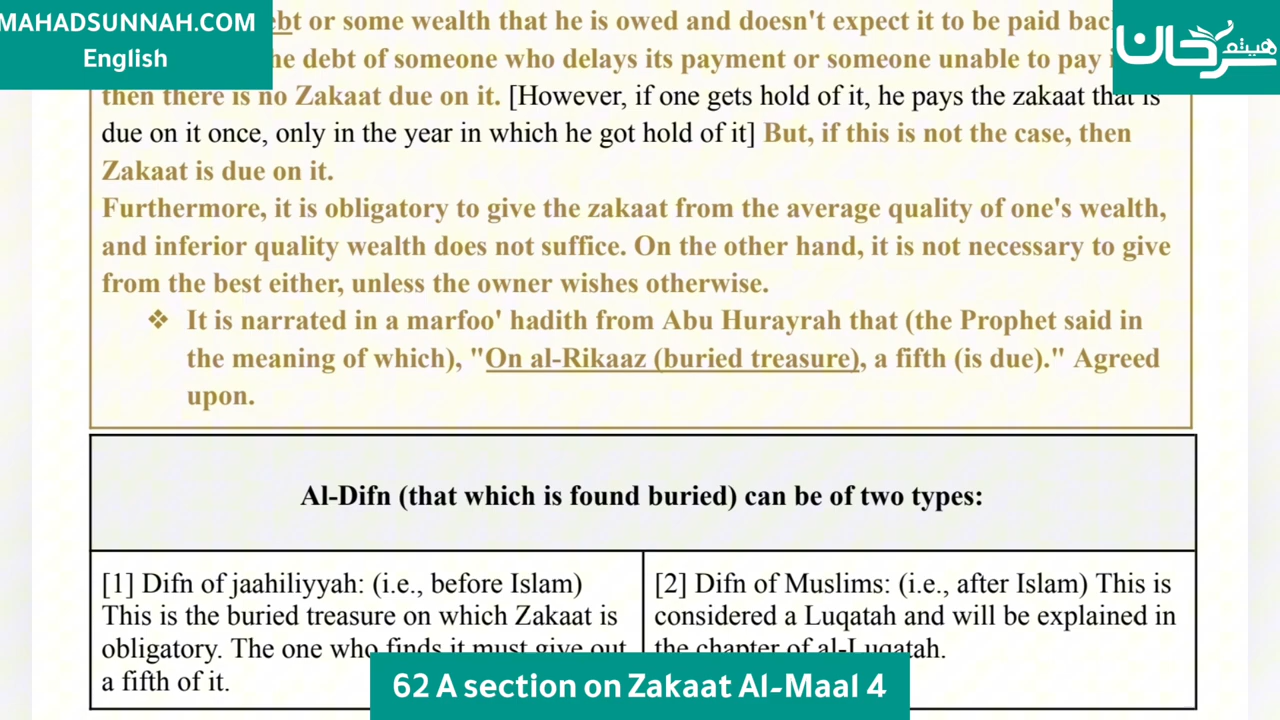 MAHADSUNNAH.COM
English
هيثم
سرحان
bt or some wealth that he is owed and doesn't expect it to be paid
he debt of someone who delays its payment or someone unable to pay
then there is no Zakaat due on it. [However, if one gets hold of it, he pays the zakaat that is
due on it once, only in the year in which he got hold of it] But, if this is not the case, then
Zakaat is due on it.
Furthermore, it is obligatory to give the zakaat from the average quality of one's wealth,
and inferior quality wealth does not suffice. On the other hand, it is not necessary to give
from the best either, unless the owner wishes otherwise.
❖ It is narrated in a marfoo' hadith from Abu Hurayrah that (the Prophet said in
the meaning of which), "On al-Rikaaz (buried treasure), a fifth (is due)." Agreed
upon.
Al-Difn (that which is found buried) can be of two types:
[1] Difn of jaahiliyyah: (i.e., before Islam)
This is the buried treasure on which Zakaat is
obligatory. The one who finds it must give out
a fifth of it.
[2] Difn of Muslims: (i.e., after Islam) This is
considered a Luqatah and will be explained in
the chapter of al-Luqatah.
62 A section on Zakaat Al-Maal 4